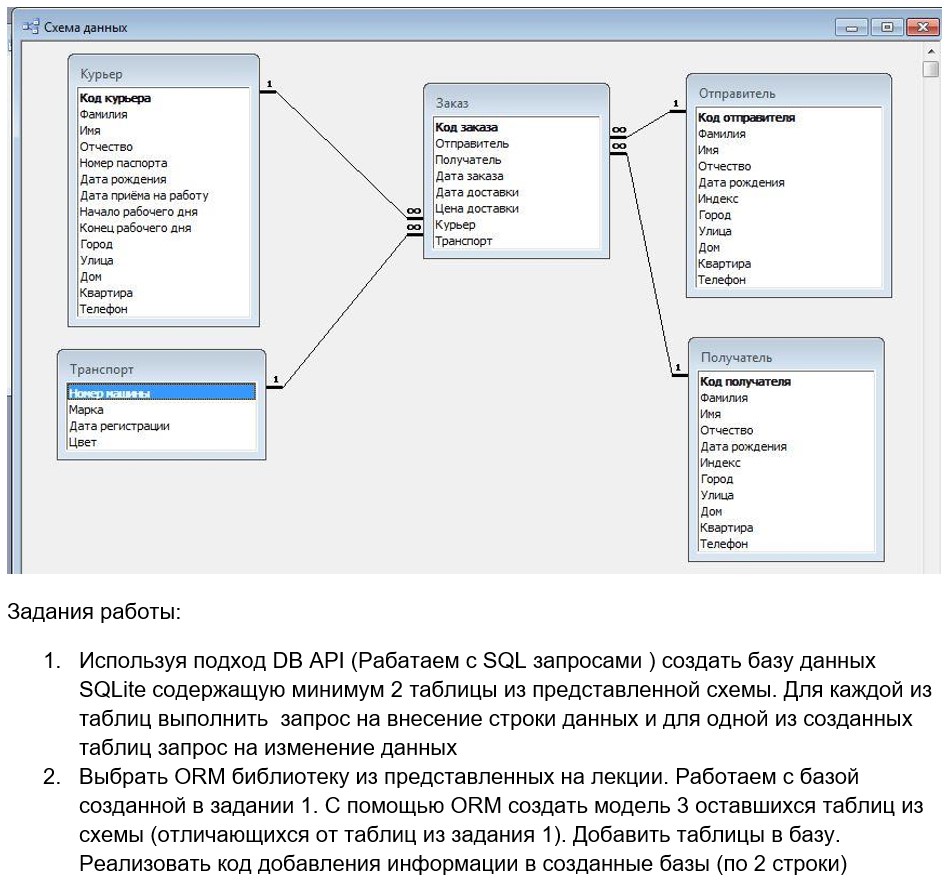 Схема данных
Курьер
Код курьера
Фамилия
Имя
Отчество
Номер паспорта
Дата рождения
Дата приёма на работу
Начало рабочего дня
Конец рабочего дня
Город
Улица
Дом
Квартира
Телефон
1
Транспорт
Номер машины
Марка
Дата регистрации
Цвет
1
Заказ
Код заказа
Отправитель
Получатель
Дата заказа
Дата доставки
Цена доставки
Курьер
Транспорт
∞
∞
∞
∞
Отправитель
Код отправителя
Фамилия
Имя
Отчество
Дата рождения
Индекс
Город
Улица
Дом
Квартира
Телефон
1
Получатель
Код получателя
Фамилия
Имя
Отчество
Дата рождения
Индекс
Город
Улица
Дом
Квартира
Телефон
1
Задания работы:
1. Используя подход DB API (Рабатаем с SQL запросами ) создать базу данных
SQLite содержащую минимум 2 таблицы из представленной схемы. Для каждой из
таблиц выполнить запрос на внесение строки данных и для одной из созданных
таблиц запрос на изменение данных
2. Выбрать ORM библиотеку из представленных на лекции. Работаем с базой
созданной в задании 1. С помощью ORM создать модель 3 оставшихся таблиц из
схемы (отличающихся от таблиц из задания 1). Добавить таблицы в базу.
Реализовать код добавления информации в созданные базы (по 2 строки)